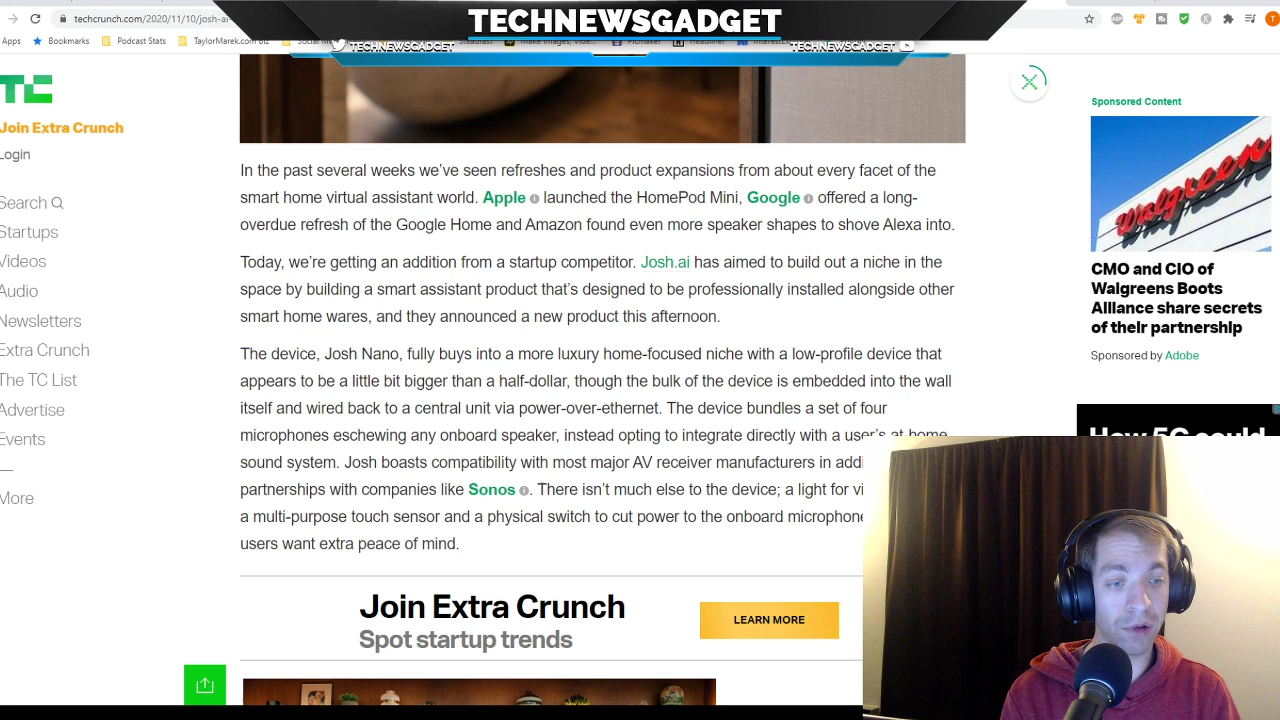 TECHNEWSGADGET
techcrunch.com/2020/11/10/josh-ai-
Apps
Bookmarks
Podcast Stats
TaylorMarek.com Biz
TECHNEWSGADGET
TECHNEWSGADGET
TC
Join Extra Crunch
Login
Search
Startups
Videos
Audio
Newsletters
Extra Crunch
The TC List
Advertise
Events
More
In the past several weeks we've seen refreshes and product expansions from about every facet of the
smart home virtual assistant world. Apple launched the HomePod Mini, Google offered a long-
overdue refresh of the Google Home and Amazon found even more speaker shapes to shove Alexa into.
Today, we're getting an addition from a startup competitor. Josh.ai has aimed to build out a niche in the
space by building a smart assistant product that's designed to be professionally installed alongside other
smart home wares, and they announced a new product this afternoon.
The device, Josh Nano, fully buys into a more luxury home-focused niche with a low-profile device that
appears to be a little bit bigger than a half-dollar, though the bulk of the device is embedded into the wall
itself and wired back to a central unit via power-over-ethernet. The device bundles a set of four
microphones eschewing any onboard speaker, instead opting to integrate directly with a user's at-home
sound system. Josh boasts compatibility with most major AV receiver manufacturers in addi
partnerships with companies like Sonos. There isn't much else to the device; a light for vi
a multi-purpose touch sensor and a physical switch to cut power to the onboard microphone
users want extra peace of mind.
Join Extra Crunch
Spot startup trends
LEARN MORE
Sponsored Content
Walgreens
CMO and CIO of
Walgreens Boots
Alliance share secrets
of their partnership
Sponsored by Adobe
How 5G could